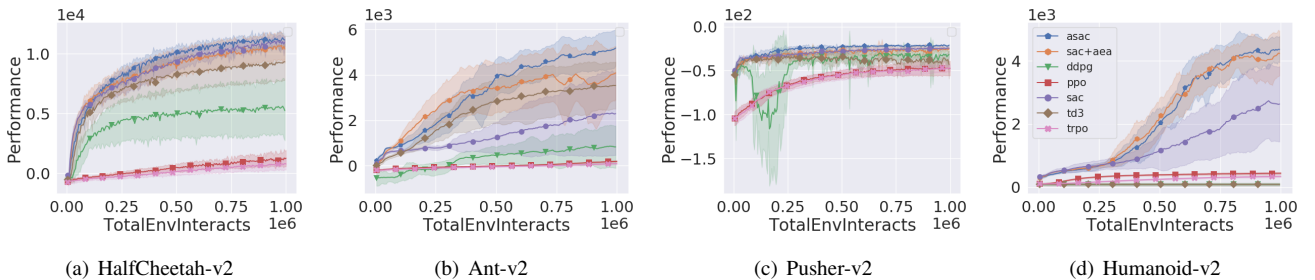 1e4
Performance
1.0
0.5
0.0
0.00 0.25 0.50 0.75 1.00
TotalEnvInteracts 1e6
(a) HalfCheetah-v2
1e3
Performance
6
4
2
0
0.00 0.25 0.50 0.75 1.00
TotalEnvInteracts 1e6
(b) Ant-v2
1e2
Performance
0.0
−0.5
−1.0
−1.5
0.00 0.25 0.50 0.75 1.00
TotalEnvInteracts 1e6
(c) Pusher-v2
1e3
Performance
4
2
0
asac
sac+aea
ddpg
ppo
sac
td3
trpo
0.00 0.25 0.50 0.75 1.00
TotalEnvInteracts 1e6
(d) Humanoid-v2